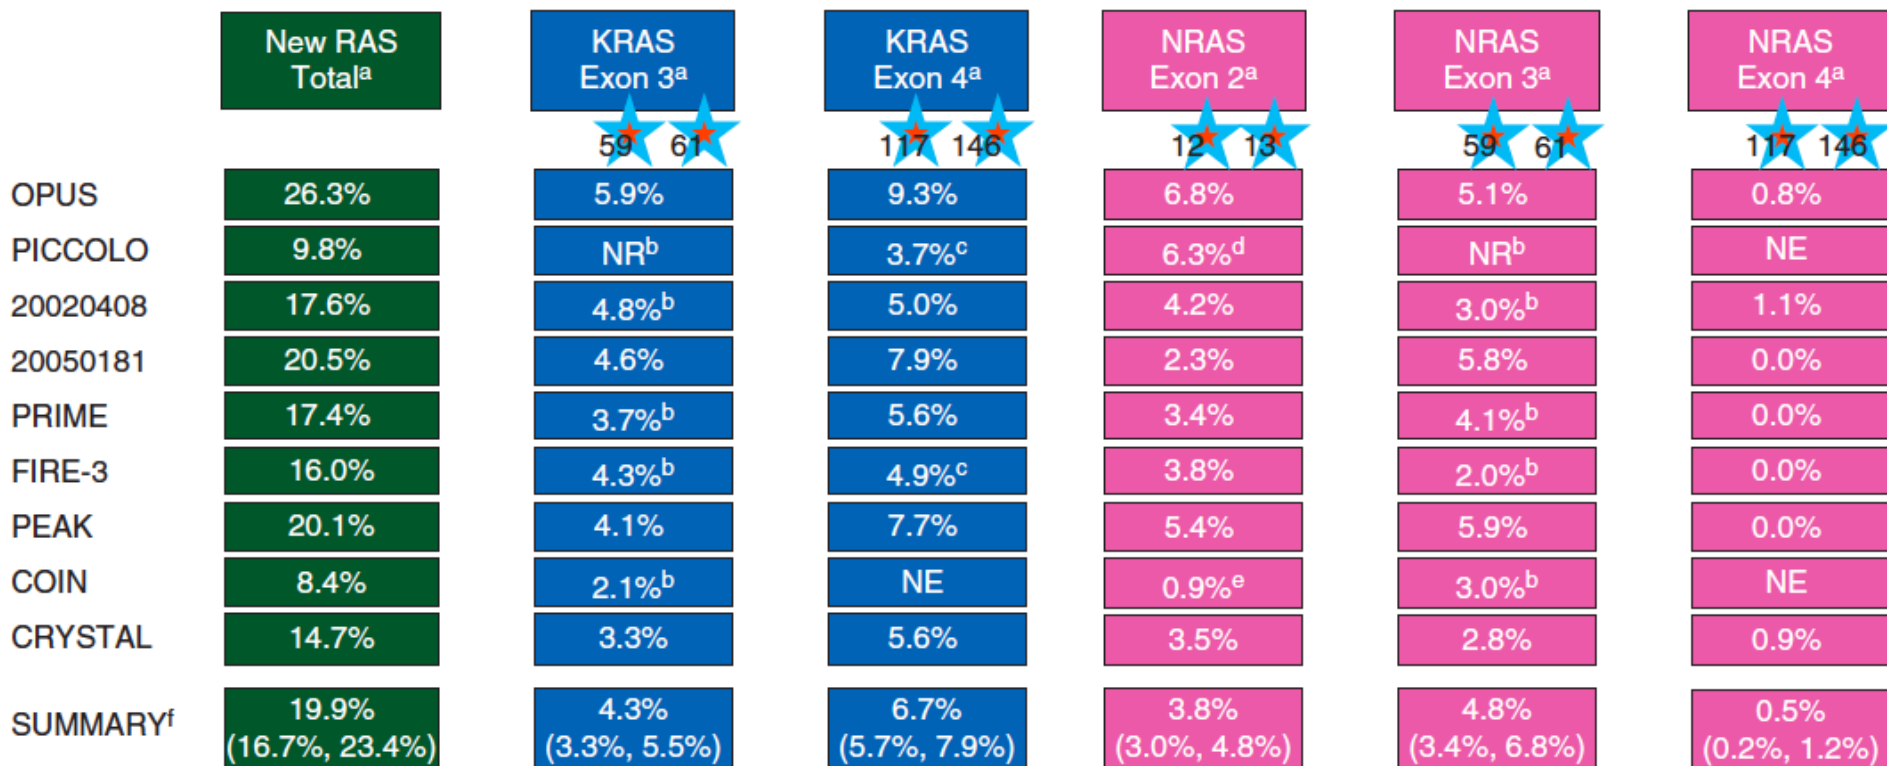 New RAS Totalᵃ KRAS Exon 3ᵃ KRAS Exon 4ᵃ NRAS Exon 2ᵃ NRAS Exon 3ᵃ NRAS Exon 4ᵃ
59 61 117 146 12 13 59 61 117 146
OPUS 26.3% 5.9% 9.3% 6.8% 5.1% 0.8%
PICCOLO 9.8% NRᵇ 3.7%ᶜ 6.3%ᵈ NRᵇ NE
20020408 17.6% 4.8%ᵇ 5.0% 4.2% 3.0%ᵇ 1.1%
20050181 20.5% 4.6% 7.9% 2.3% 5.8% 0.0%
PRIME 17.4% 3.7%ᵇ 5.6% 3.4% 4.1%ᵇ 0.0%
FIRE-3 16.0% 4.3%ᵇ 4.9%ᶜ 3.8% 2.0%ᵇ 0.0%
PEAK 20.1% 4.1% 7.7% 5.4% 5.9% 0.0%
COIN 8.4% 2.1%ᵇ NE 0.9%ᵉ 3.0%ᵇ NE
CRYSTAL 14.7% 3.3% 5.6% 3.5% 2.8% 0.9%
SUMMARYᶠ 19.9% 4.3% 6.7% 3.8% 4.8% 0.5%
(16.7%, 23.4%) (3.3%, 5.5%) (5.7%, 7.9%) (3.0%, 4.8%) (3.4%, 6.8%) (0.2%, 1.2%)